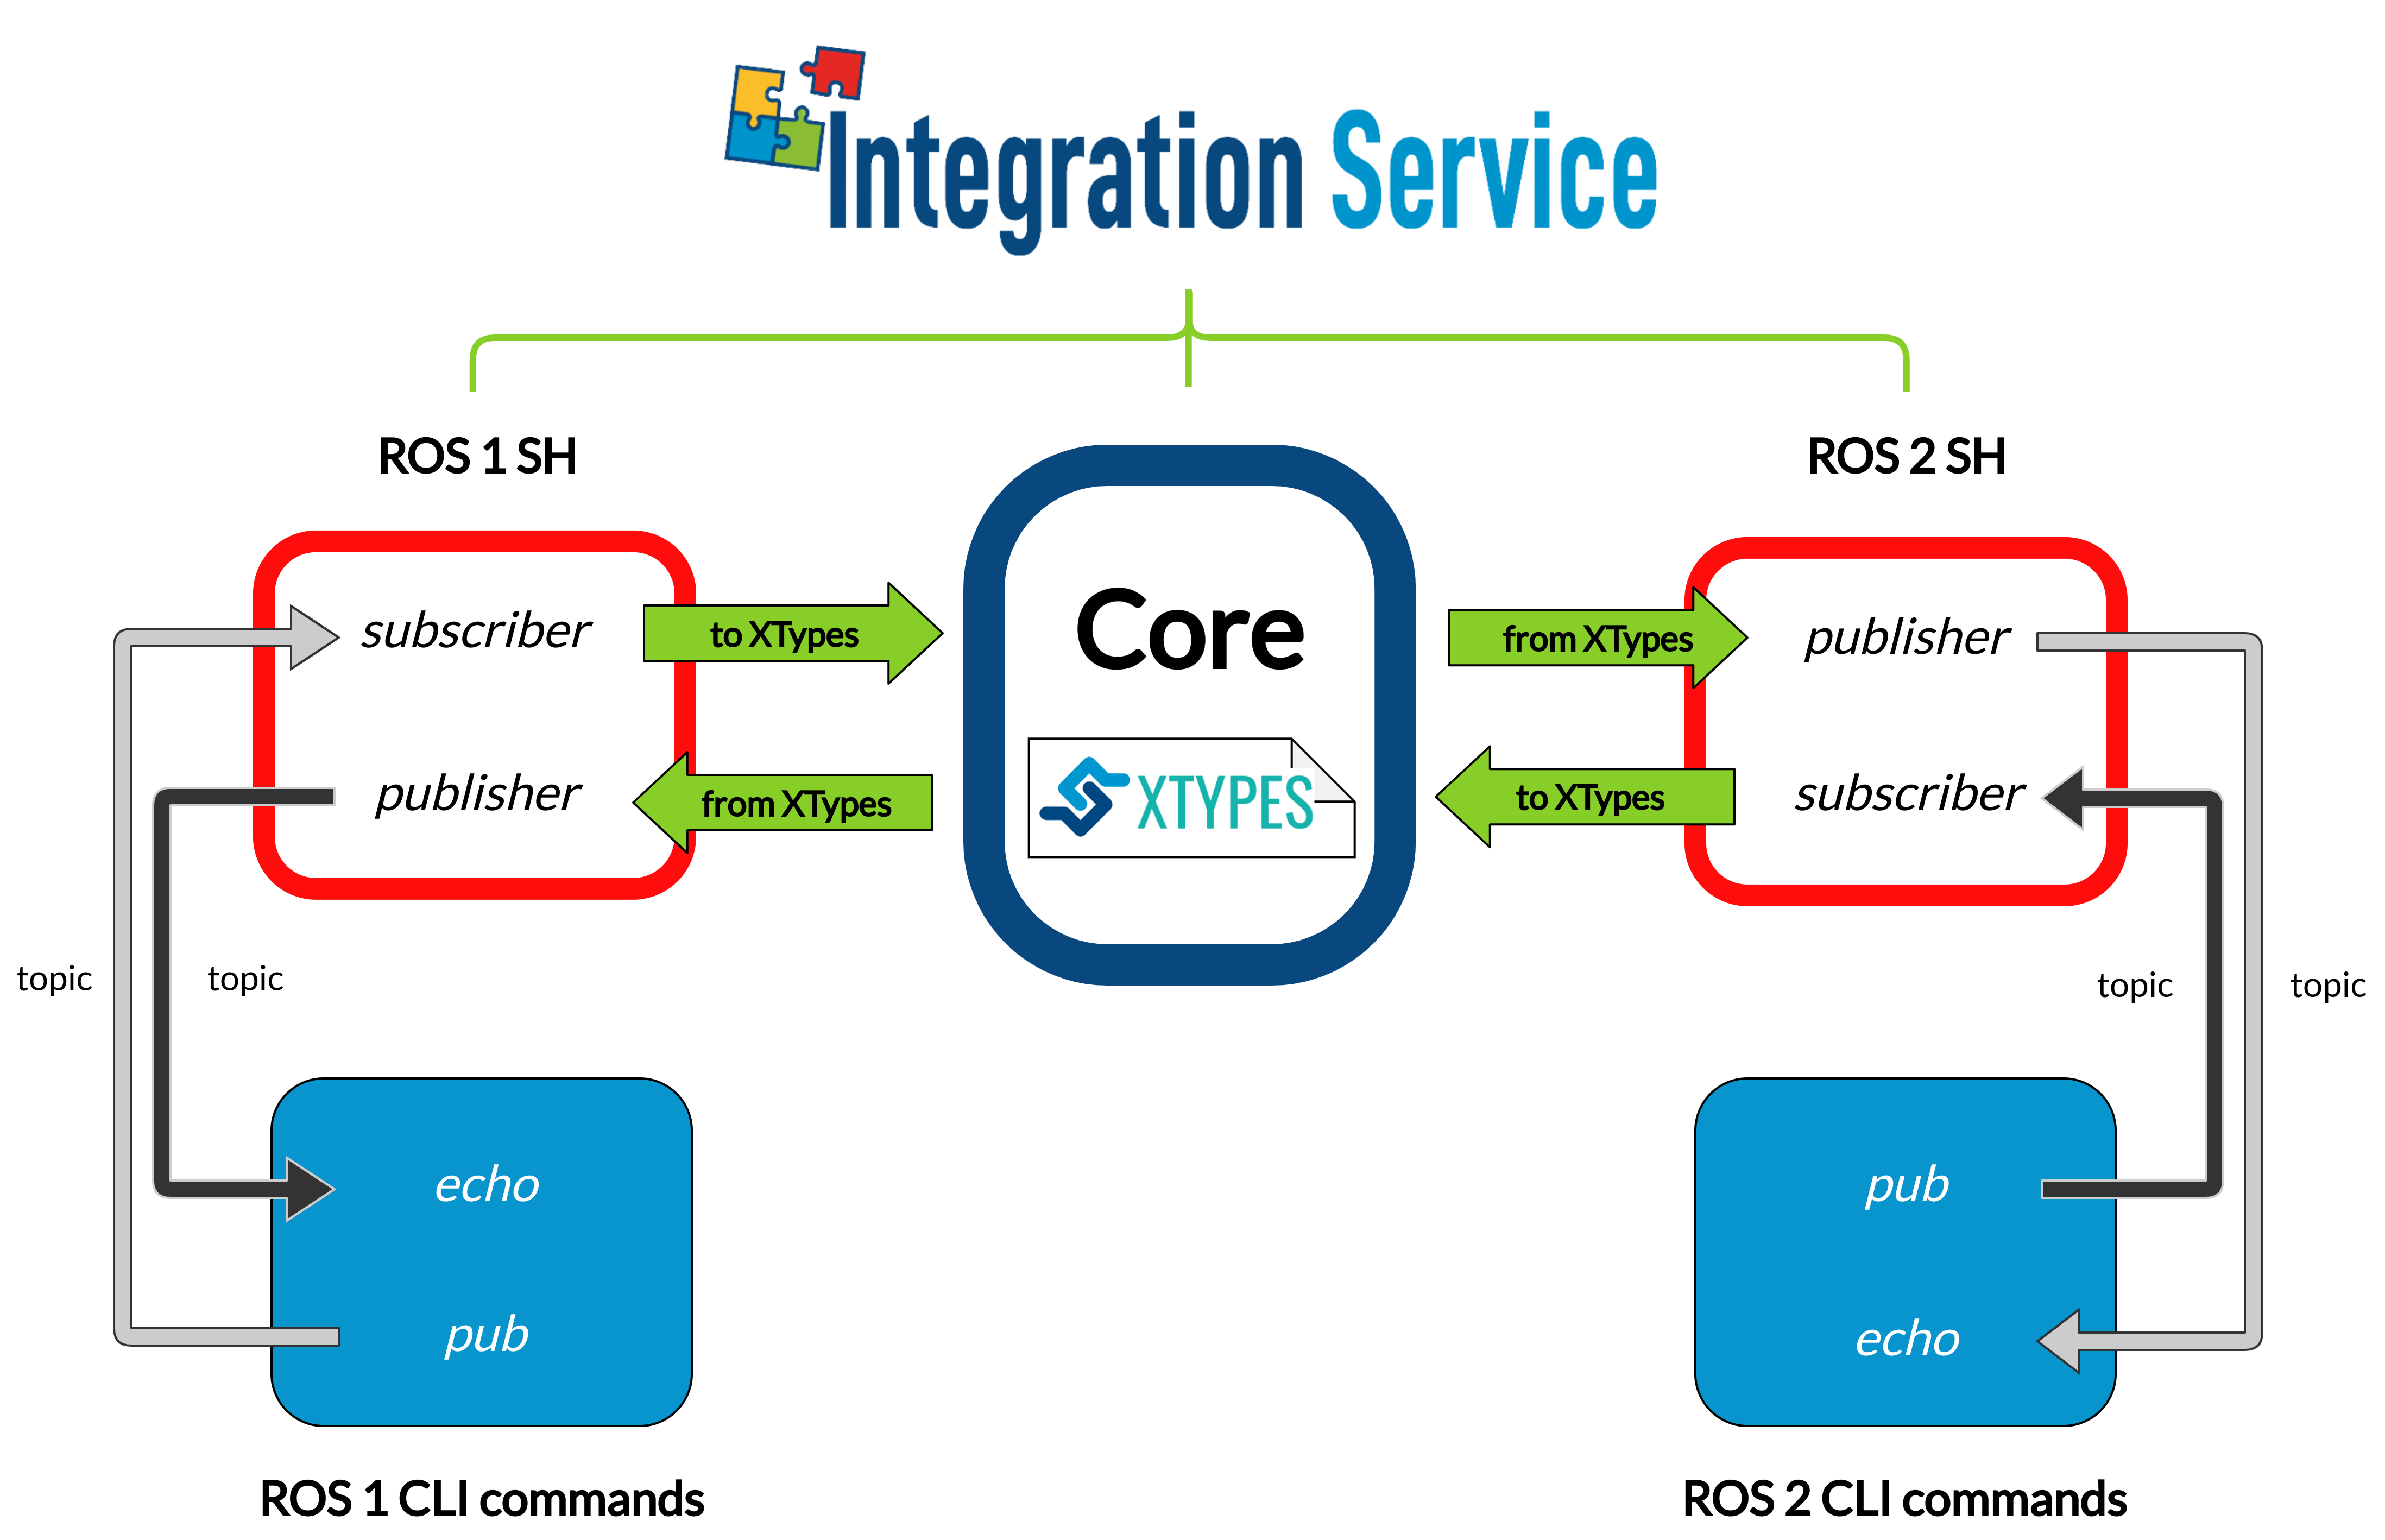 Integration Service
ROS 1 SH
ROS 2 SH
subscriber
to XTypes
Core
from XTypes
publisher
publisher
from XTypes
XTYPES
to XTypes
subscriber
topic
topic
topic
topic
echo
pub
pub
echo
ROS 1 CLI commands
ROS 2 CLI commands